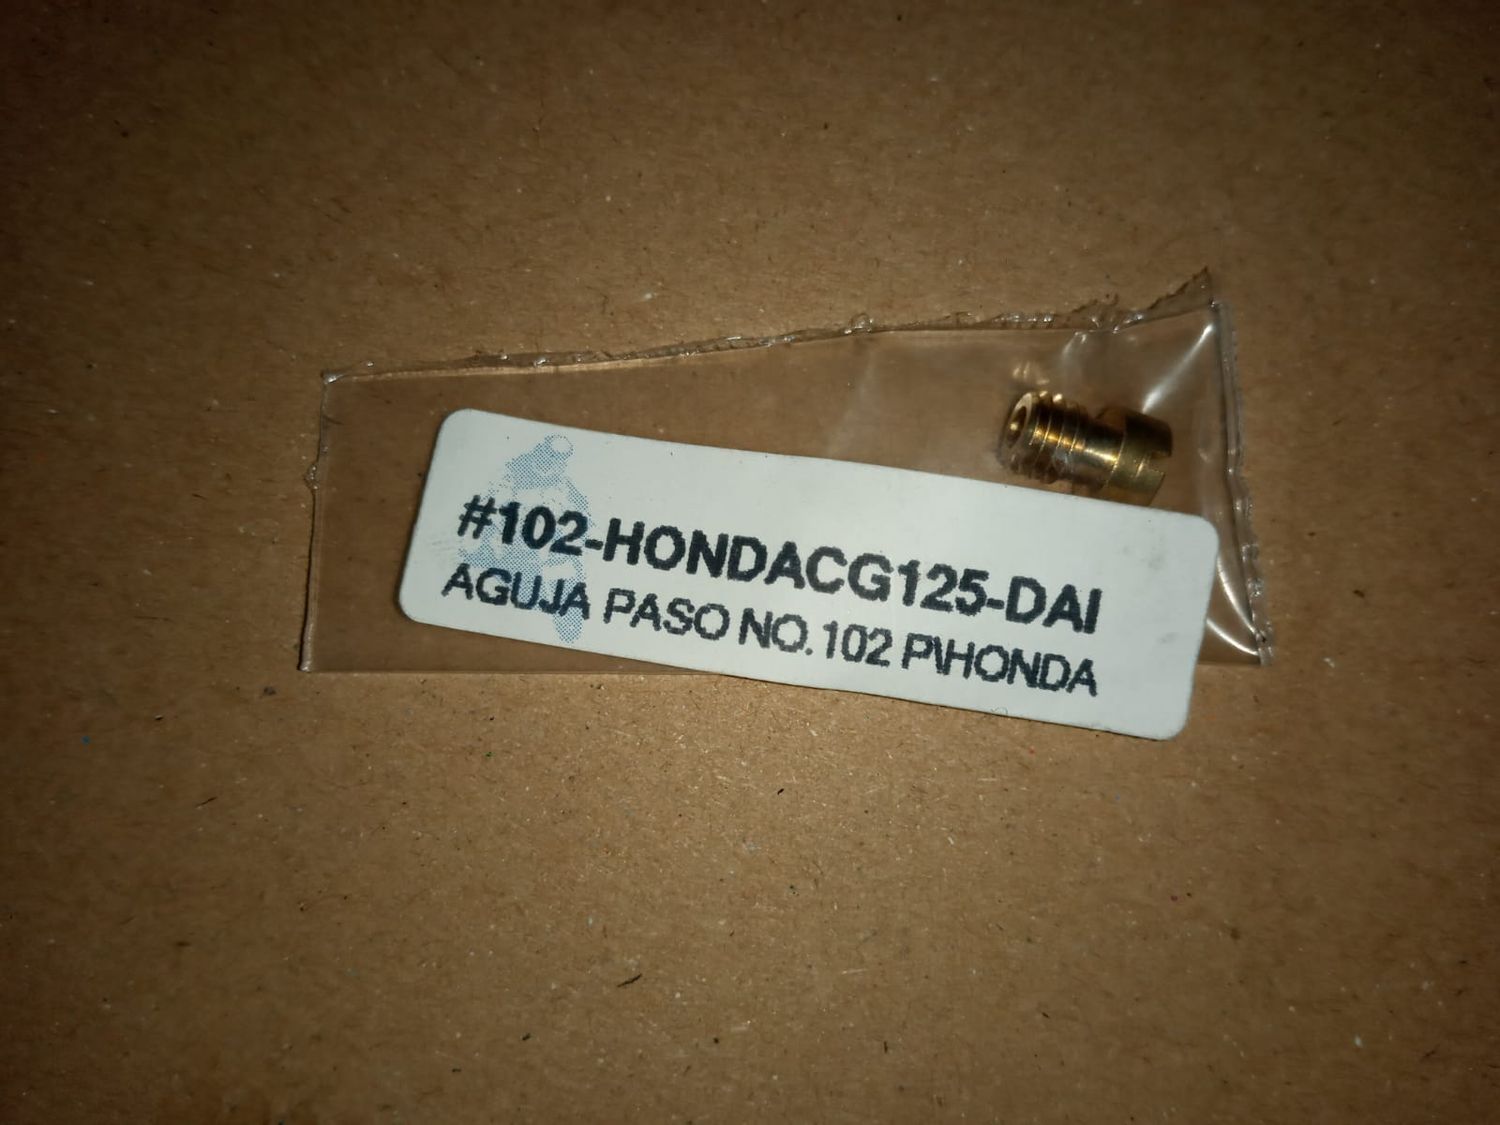 #102-HONDACG125-DAI
AGUJA PASO NO.102 P\HONDA